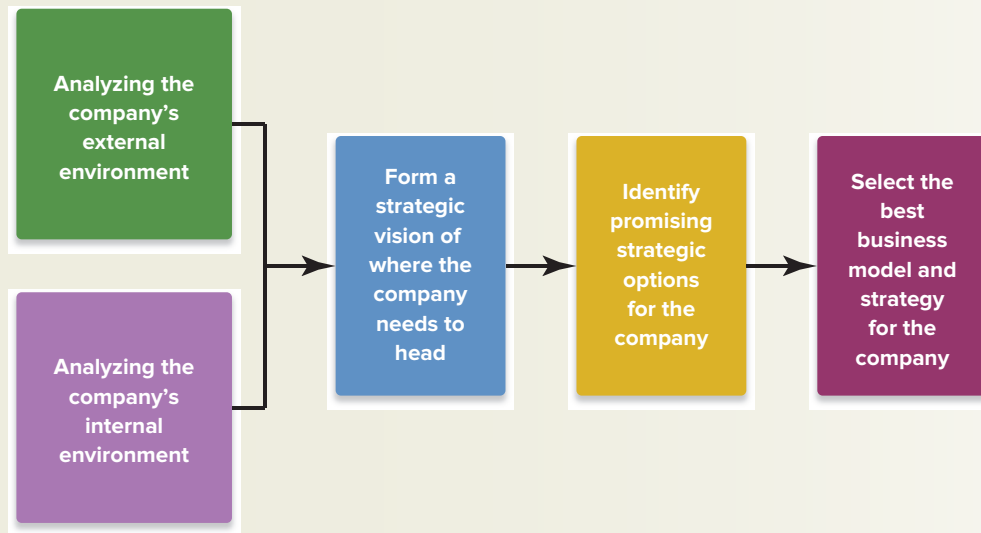 Analyzing the
company’s
external
environment
Analyzing the
company’s
internal
environment
Form a
strategic
vision of
where the
company
needs to
head
Identify
promising
strategic
options
for the
company
Select the
best
business
model and
strategy
for the
company